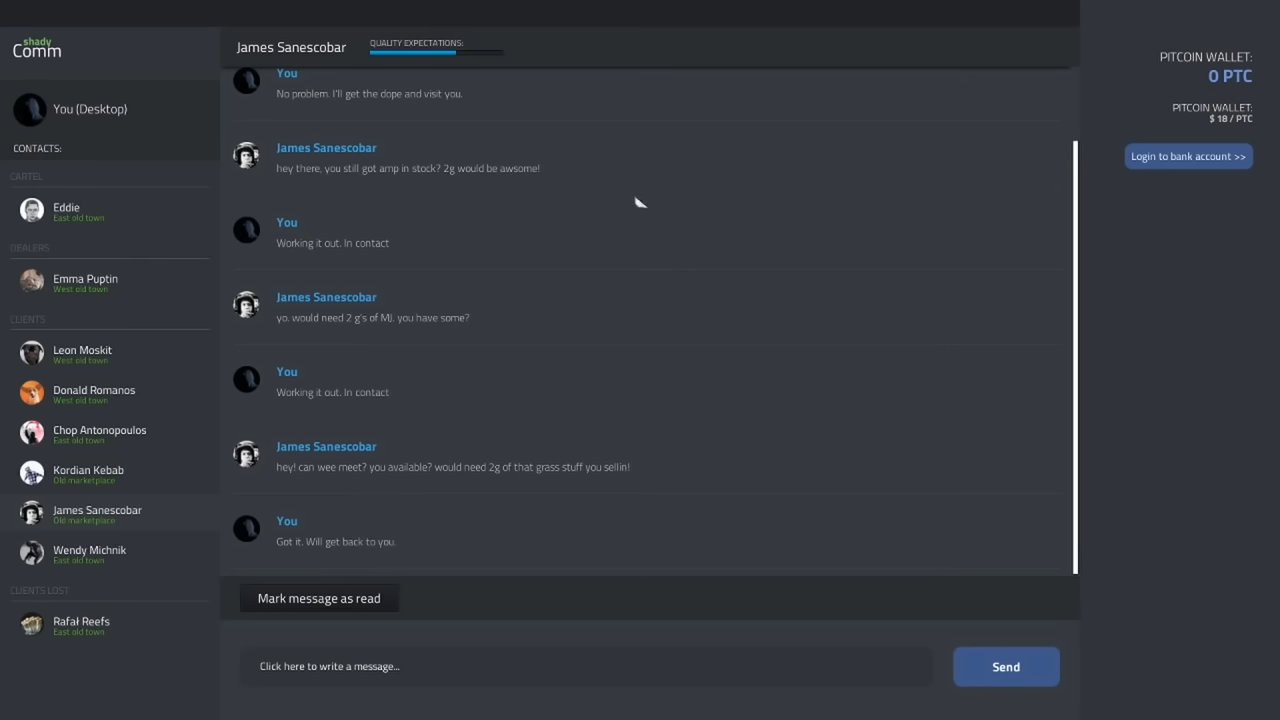 shady
Comm
You (Desktop)
CONTACTS:
CARTEL
Eddie
East old town
DEALERS
Emma Puptin
West old town
CLIENTS
Leon Moskit
West old town
Donald Romanos
West old town
Chop Antonopoulos
East old town
Kordian Kebab
Old marketplace
James Sanescobar
Old marketplace
Wendy Michnik
East old town
CLIENTS LOST
Rafał Reefs
East old town
James Sanescobar
QUALITY EXPECTATIONS:
You
No problem. I'll get the dope and visit you.
James Sanescobar
hey there, you still got amp in stock? 2g would be awsome!
You
Working it out. In contact
James Sanescobar
yo. would need 2 g's of MJ. you have some?
You
Working it out. In contact
James Sanescobar
hey! can wee meet? you available? would need 2g of that grass stuff you sellin!
You
Got it. Will get back to you.
Mark message as read
Click here to write a message...
Send
PITCOIN WALLET:
0 PTC
PITCOIN WALLET:
$ 18 / PTC
Login to bank account >>